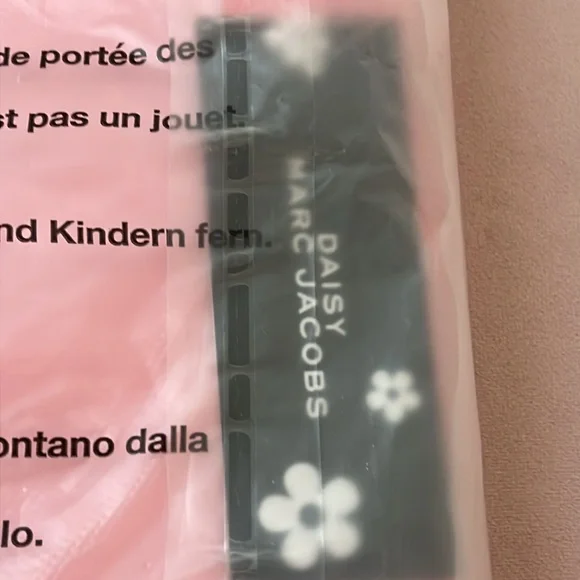 de portée des
st pas un jouet.
nd Kindern fern.
ontano dalla
lo.
DAISY
MARC JACOBS